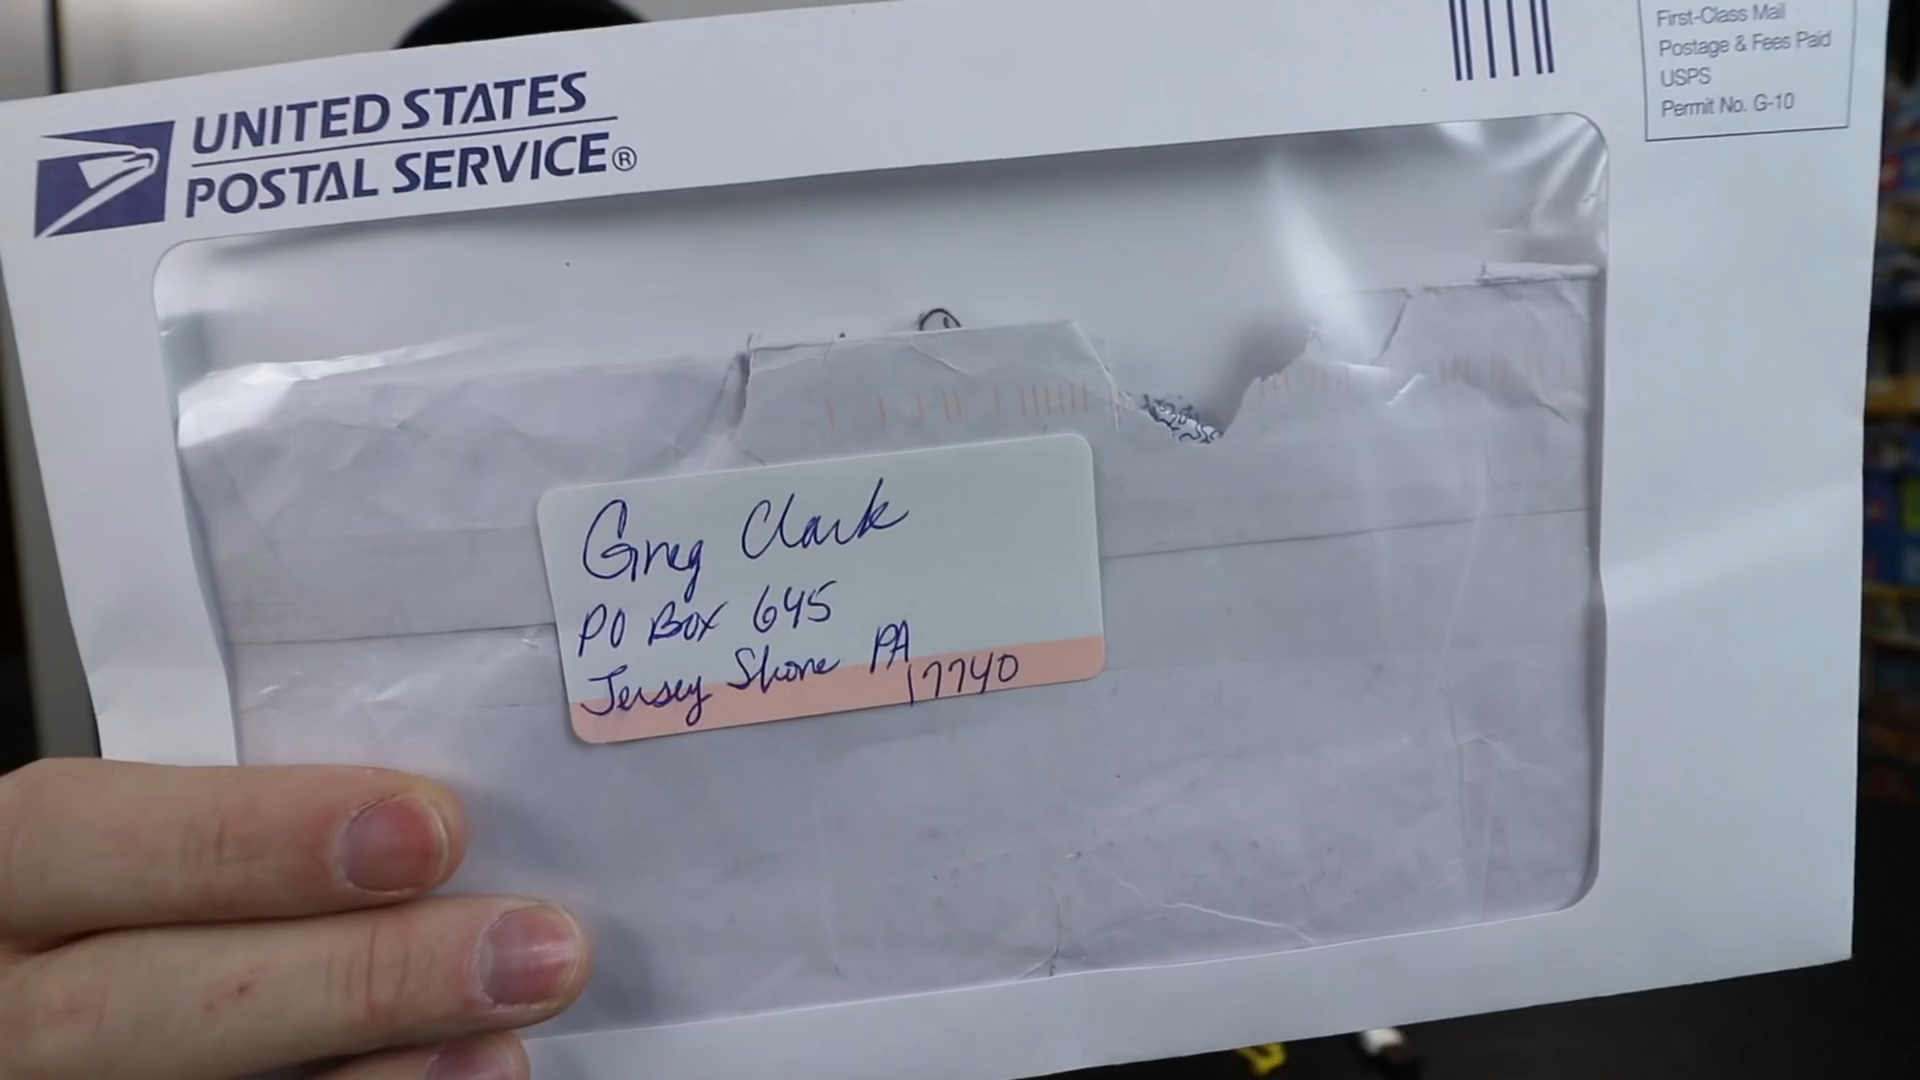 UNITED STATES
POSTAL SERVICE®
First-Class Mail
Postage & Fees Paid
USPS
Permit No. G-10
Greg Clark
PO Box 645
Jersey Shore PA
17740